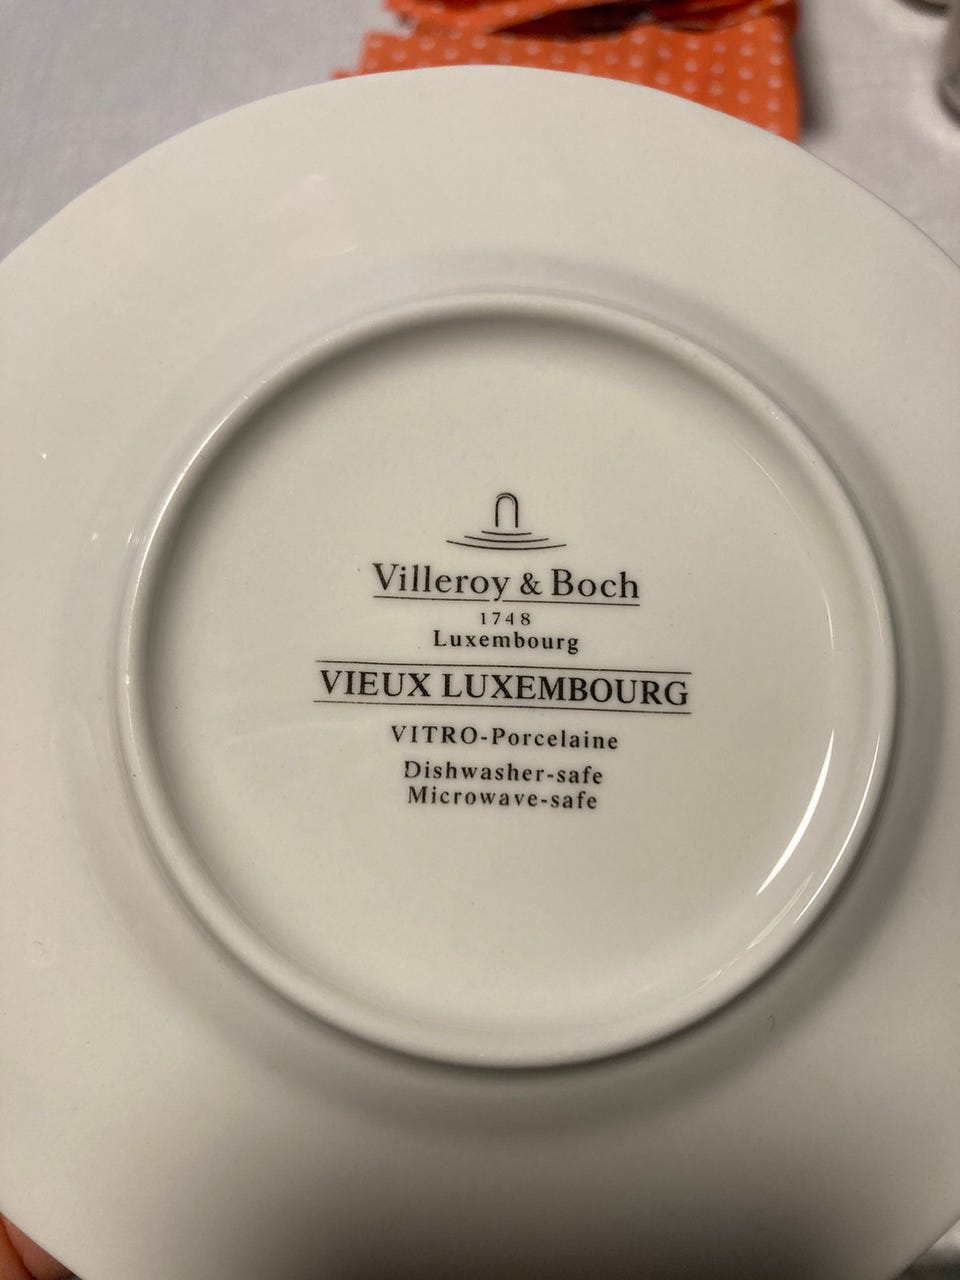 Villeroy & Boch
1748
Luxembourg
VIEUX LUXEMBOURG
VITRO-Porcelaine
Dishwasher-safe
Microwave-safe